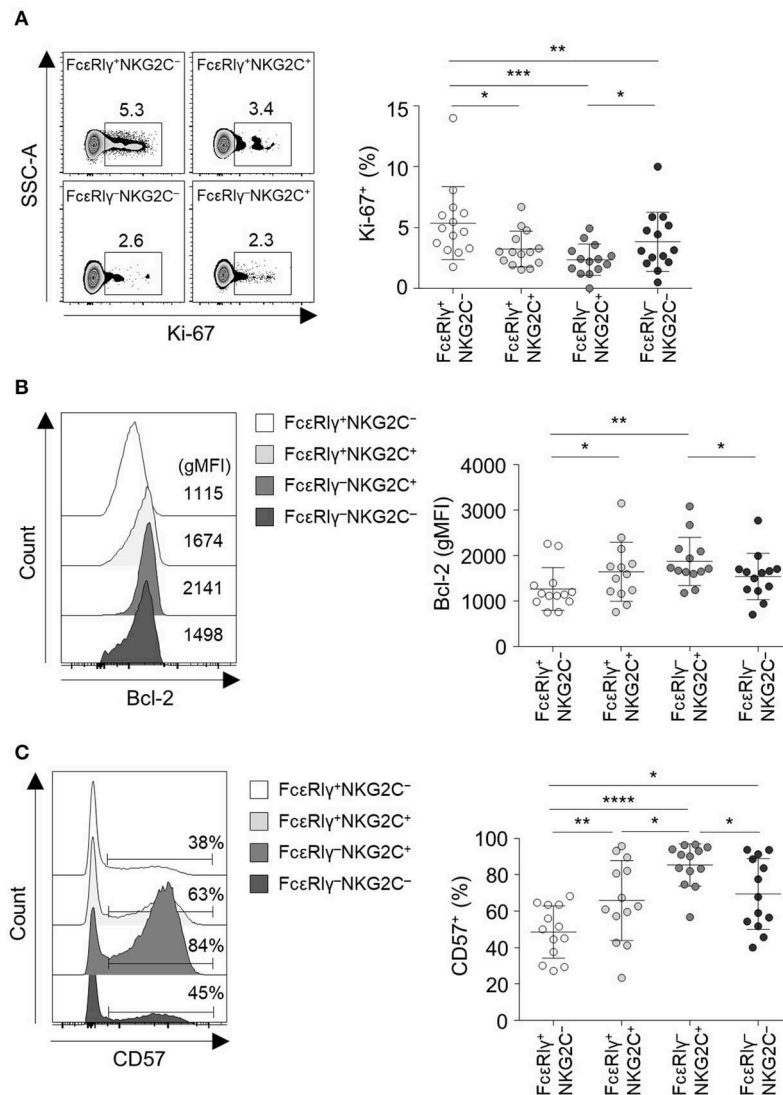 A
FcεRIγ⁺NKG2C⁻
FcεRIγ⁺NKG2C⁺
5.3
3.4
FcεRIγ⁻NKG2C⁻
FcεRIγ⁻NKG2C⁺
2.6
2.3
SSC-A
Ki-67
**
***
*
*
Ki-67⁺ (%)
15
10
5
0
FcεRIγ⁺
NKG2C⁻
FcεRIγ⁺
NKG2C⁺
FcεRIγ⁻
NKG2C⁺
FcεRIγ⁻
NKG2C⁻
B
Count
(gMFI)
1115
1674
2141
1498
Bcl-2
FcεRIγ⁺NKG2C⁻
FcεRIγ⁺NKG2C⁺
FcεRIγ⁻NKG2C⁺
FcεRIγ⁻NKG2C⁻
**
*
*
Bcl-2 (gMFI)
4000
3000
2000
1000
0
FcεRIγ⁺
NKG2C⁻
FcεRIγ⁺
NKG2C⁺
FcεRIγ⁻
NKG2C⁺
FcεRIγ⁻
NKG2C⁻
C
Count
38%
63%
84%
45%
CD57
FcεRIγ⁺NKG2C⁻
FcεRIγ⁺NKG2C⁺
FcεRIγ⁻NKG2C⁺
FcεRIγ⁻NKG2C⁻
*
****
**
*
*
CD57⁺ (%)
100
80
60
40
20
0
FcεRIγ⁺
NKG2C⁻
FcεRIγ⁺
NKG2C⁺
FcεRIγ⁻
NKG2C⁺
FcεRIγ⁻
NKG2C⁻